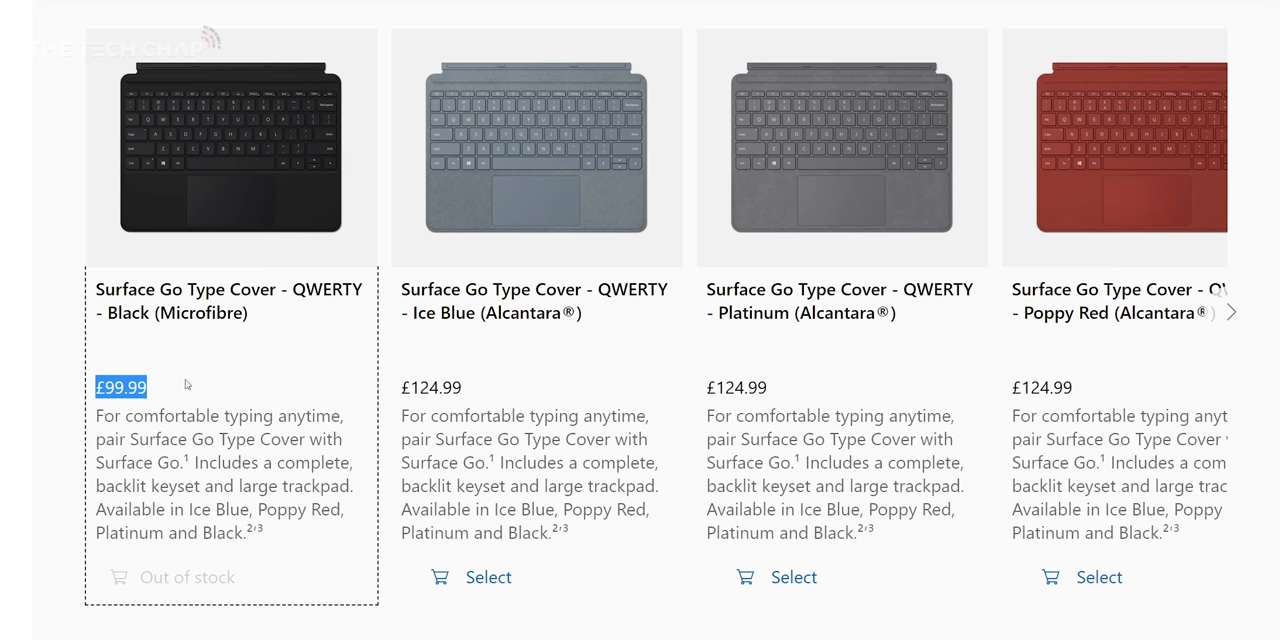 THE TECH CHAP
Surface Go Type Cover - QWERTY
- Black (Microfibre)
£99.99
For comfortable typing anytime,
pair Surface Go Type Cover with
Surface Go.¹ Includes a complete,
backlit keyset and large trackpad.
Available in Ice Blue, Poppy Red,
Platinum and Black.²’³
Out of stock
Surface Go Type Cover - QWERTY
- Ice Blue (Alcantara®)
£124.99
For comfortable typing anytime,
pair Surface Go Type Cover with
Surface Go.¹ Includes a complete,
backlit keyset and large trackpad.
Available in Ice Blue, Poppy Red,
Platinum and Black.²’³
Select
Surface Go Type Cover - QWERTY
- Platinum (Alcantara®)
£124.99
For comfortable typing anytime,
pair Surface Go Type Cover with
Surface Go.¹ Includes a complete,
backlit keyset and large trackpad.
Available in Ice Blue, Poppy Red,
Platinum and Black.²’³
Select
Surface Go Type Cover -
- Poppy Red (Alcantara®)
£124.99
For comfortable typing anyt
pair Surface Go Type Cover
Surface Go.¹ Includes a com
backlit keyset and large trac
Available in Ice Blue, Poppy
Platinum and Black.²’³
Select